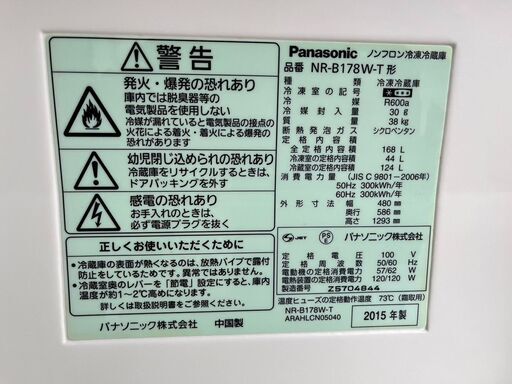 警告
発火・爆発の恐れあり
庫内では脱臭器等の
電気製品を使用しない
冷媒が漏れていると電気製品の接点の
火花による着火・着火による爆発の
恐れがあります
幼児閉じ込められの恐れあり
冷蔵庫をリサイクルするときは、
ドアパッキングを外す
感電の恐れあり
お手入れのときは、
必ず電源プラグを抜く
正しくお使いいただくために
・冷蔵庫の表面が熱くなるのは、放熱パイプで露付
防止をしているためです。異常ではありません。
・冷蔵室奥のレバーを「節電」設定にすると、庫内
温度が約1~2℃高めになります。
詳しくは取扱説明書にもとづいてお使いください。
パナソニック株式会社 中国製
Panasonic ノンフロン冷凍冷蔵庫
品番 NR-B178W-T形
種類 冷凍冷蔵庫
冷凍室の記号
冷媒 R600a
冷媒封入量 30g
質量 38kg
断熱発泡ガス シクロペンタン
定格内容積
全定格内容積 168 L
冷凍室の定格内容積 44 L
冷蔵室の定格内容積 124 L
消費電力量 (JIS C 9801-2006年)
50Hz 300kWh/年
60Hz 300kWh/年
外形寸法 幅 480 mm
奥行 586 mm
高さ 1293 mm
JET PSE パナソニック株式会社
定格電圧 100 V
定格周波数 50/60 Hz
電動機の定格消費電力 57/62 W
電熱装置の定格消費電力 120/120 W
製造番号 Z5704844
温度ヒューズの定格動作温度 73℃(霜取用)
NR-B178W-T
ARAHLCN05040
2015年製